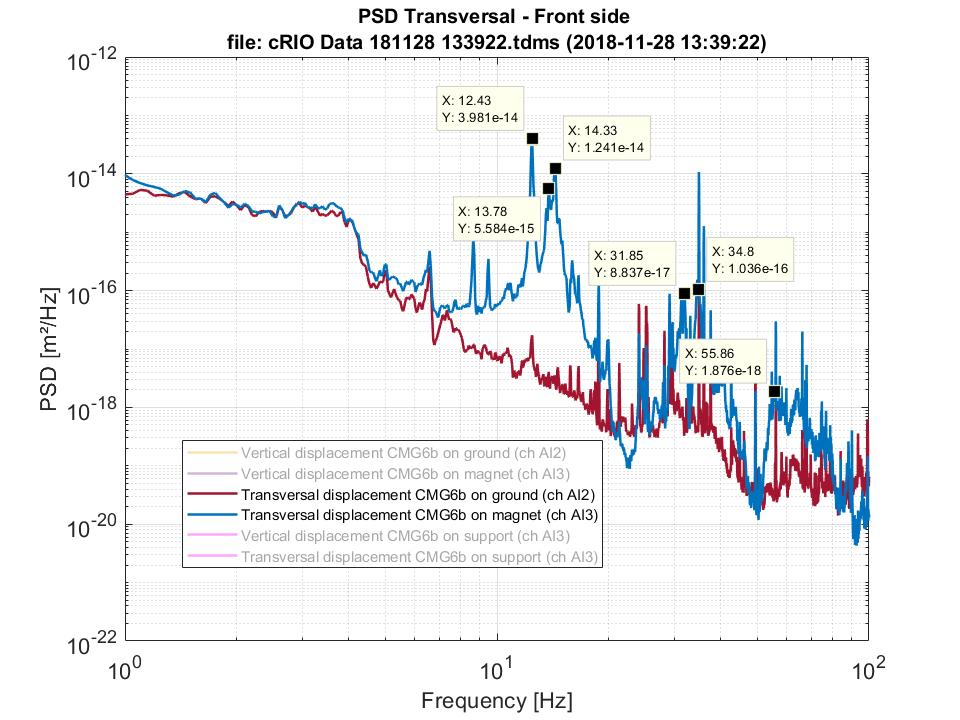 PSD Transversal - Front side
file: cRIO Data 181128 133922.tdms (2018-11-28 13:39:22)
10^-12
10^-14
10^-16
10^-18
10^-20
10^-22
PSD [m²/Hz]
X: 12.43
Y: 3.981e-14
X: 14.33
Y: 1.241e-14
X: 13.78
Y: 5.584e-15
X: 31.85
Y: 8.837e-17
X: 34.8
Y: 1.036e-16
X: 55.86
Y: 1.876e-18
Vertical displacement CMG6b on ground (ch AI2)
Vertical displacement CMG6b on magnet (ch AI3)
Transversal displacement CMG6b on ground (ch AI2)
Transversal displacement CMG6b on magnet (ch AI3)
Vertical displacement CMG6b on support (ch AI3)
Transversal displacement CMG6b on support (ch AI3)
10^0
10^1
10^2
Frequency [Hz]